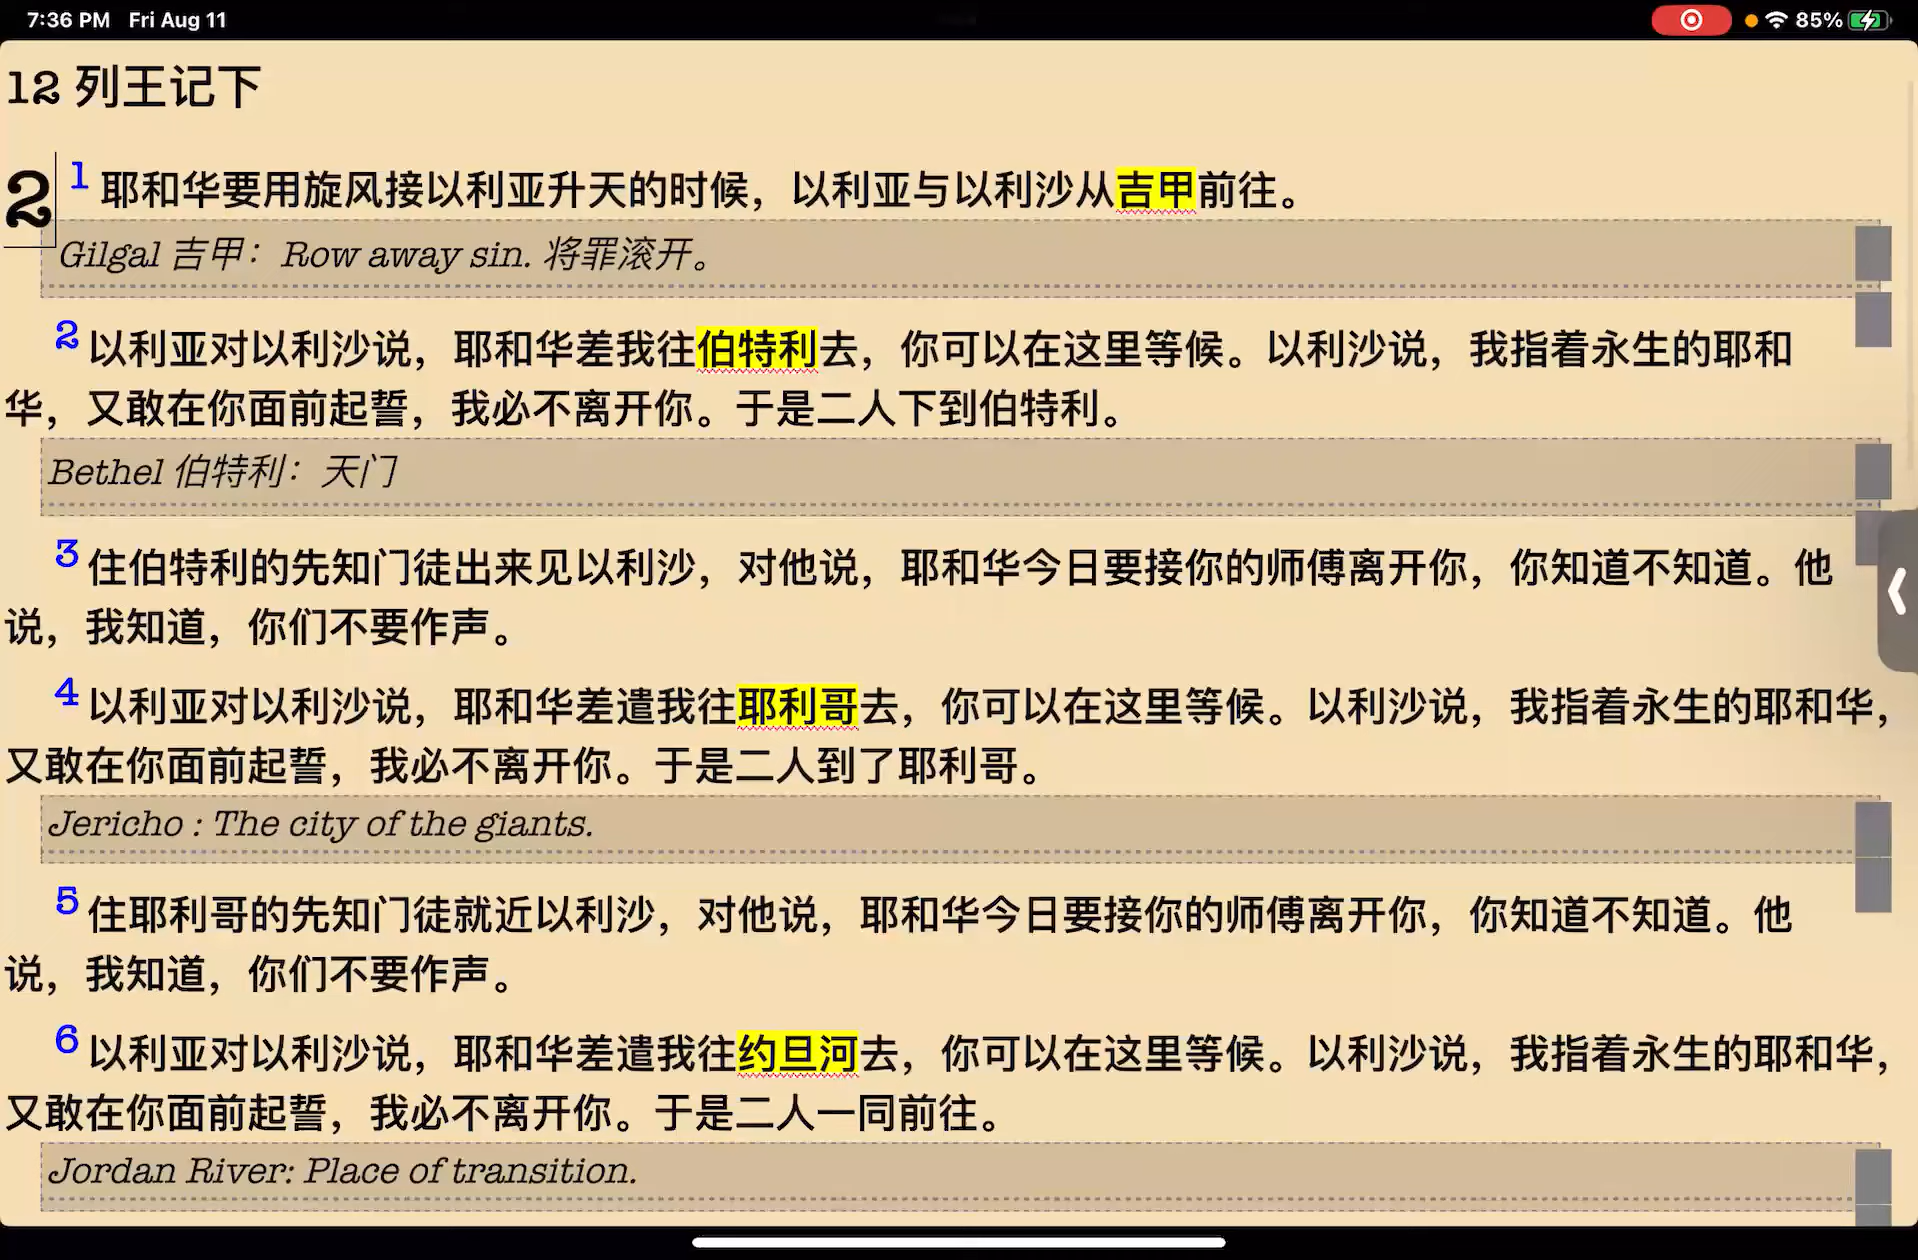 7:36 PM Fri Aug 11 85%
12 列王记下
2 1 耶和华要用旋风接以利亚升天的时候，以利亚与以利沙从吉甲前往。
Gilgal 吉甲：Row away sin. 将罪滚开。
2 以利亚对以利沙说，耶和华差我往伯特利去，你可以在这里等候。以利沙说，我指着永生的耶和
华，又敢在你面前起誓，我必不离开你。于是二人下到伯特利。
Bethel 伯特利：天门
3 住伯特利的先知门徒出来见以利沙，对他说，耶和华今日要接你的师傅离开你，你知道不知道。他
说，我知道，你们不要作声。
4 以利亚对以利沙说，耶和华差遣我往耶利哥去，你可以在这里等候。以利沙说，我指着永生的耶和华，
又敢在你面前起誓，我必不离开你。于是二人到了耶利哥。
Jericho : The city of the giants.
5 住耶利哥的先知门徒就近以利沙，对他说，耶和华今日要接你的师傅离开你，你知道不知道。他
说，我知道，你们不要作声。
6 以利亚对以利沙说，耶和华差遣我往约旦河去，你可以在这里等候。以利沙说，我指着永生的耶和华，
又敢在你面前起誓，我必不离开你。于是二人一同前往。
Jordan River: Place of transition.